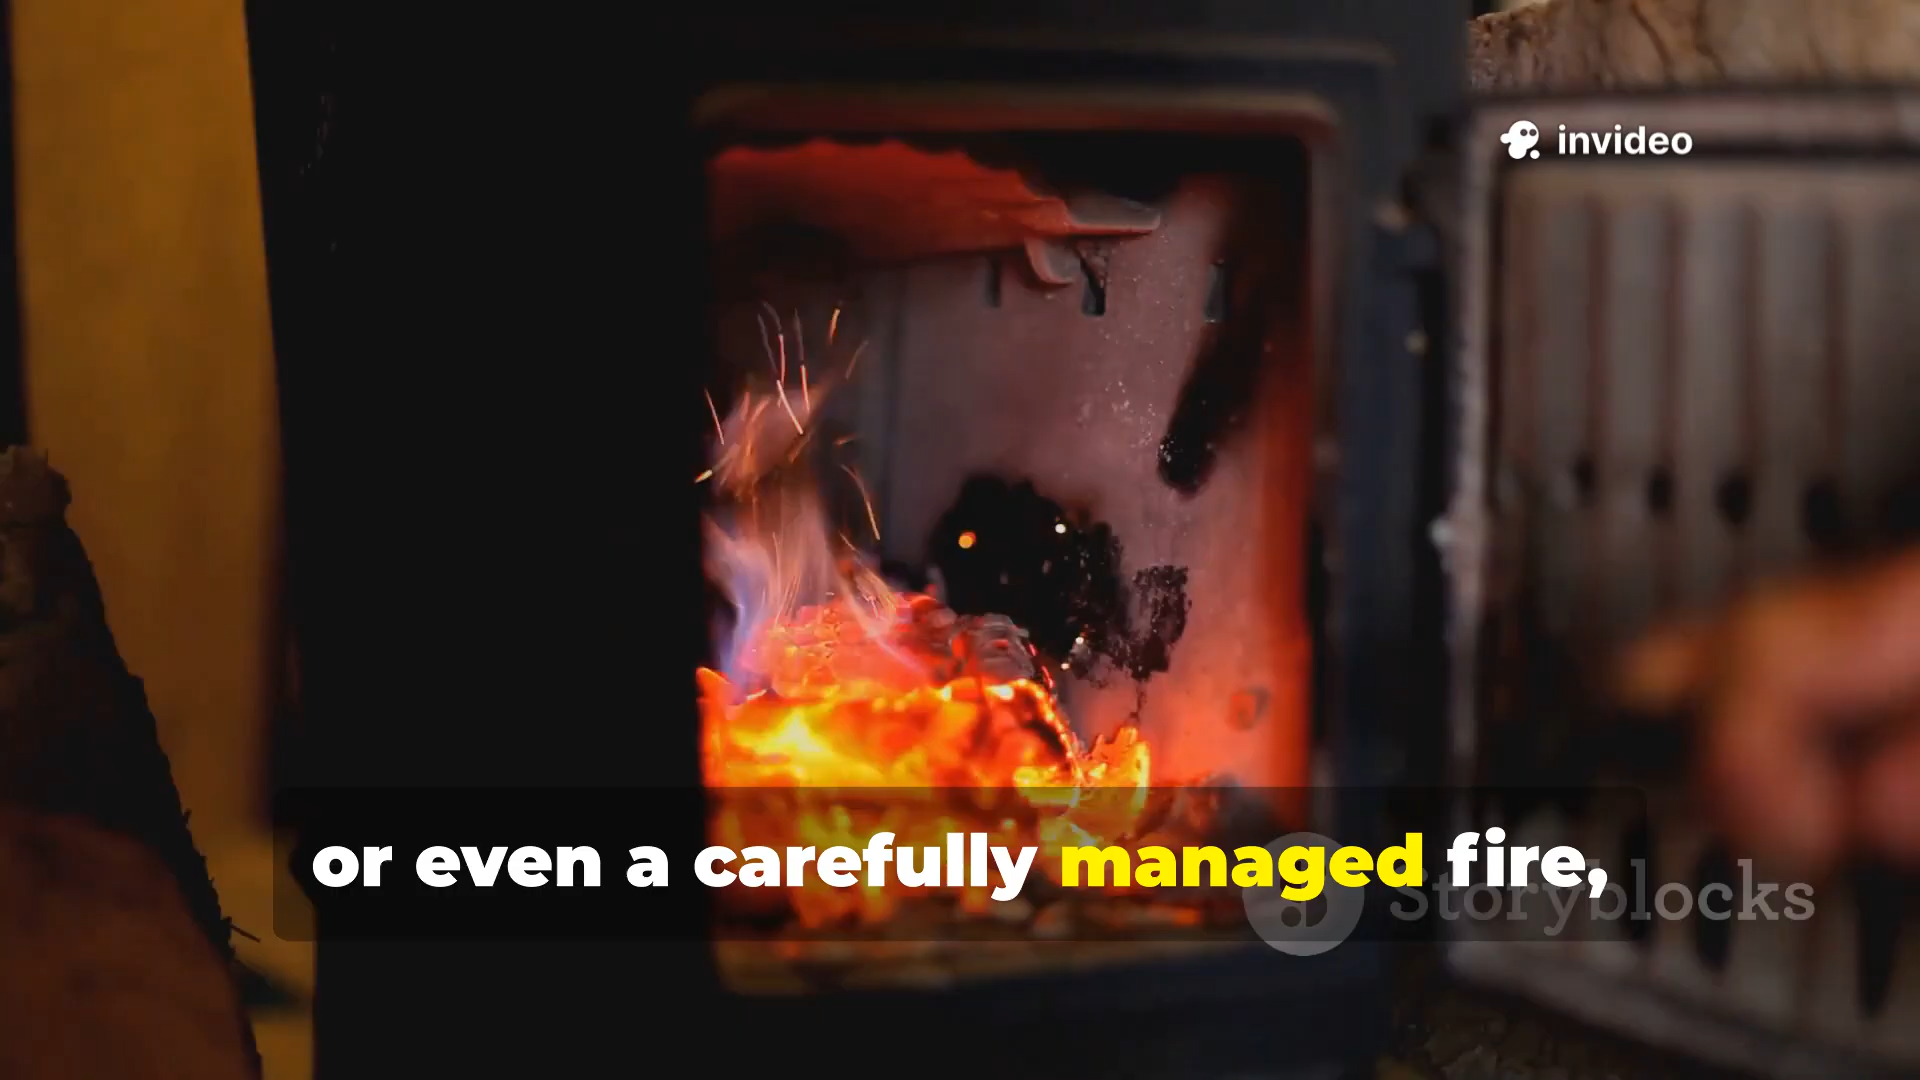 invideo
or even a carefully managed fire,
Storyblocks